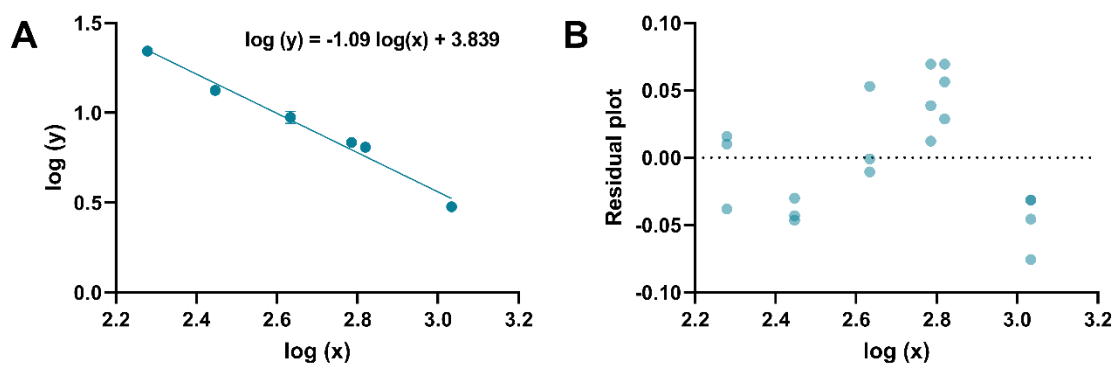 A
log (y) = -1.09 log(x) + 3.839
log (y)
1.5
1.0
0.5
0.0
2.2 2.4 2.6 2.8 3.0 3.2
log (x)
B
Residual plot
0.10
0.05
0.00
-0.05
-0.10
2.2 2.4 2.6 2.8 3.0 3.2
log (x)